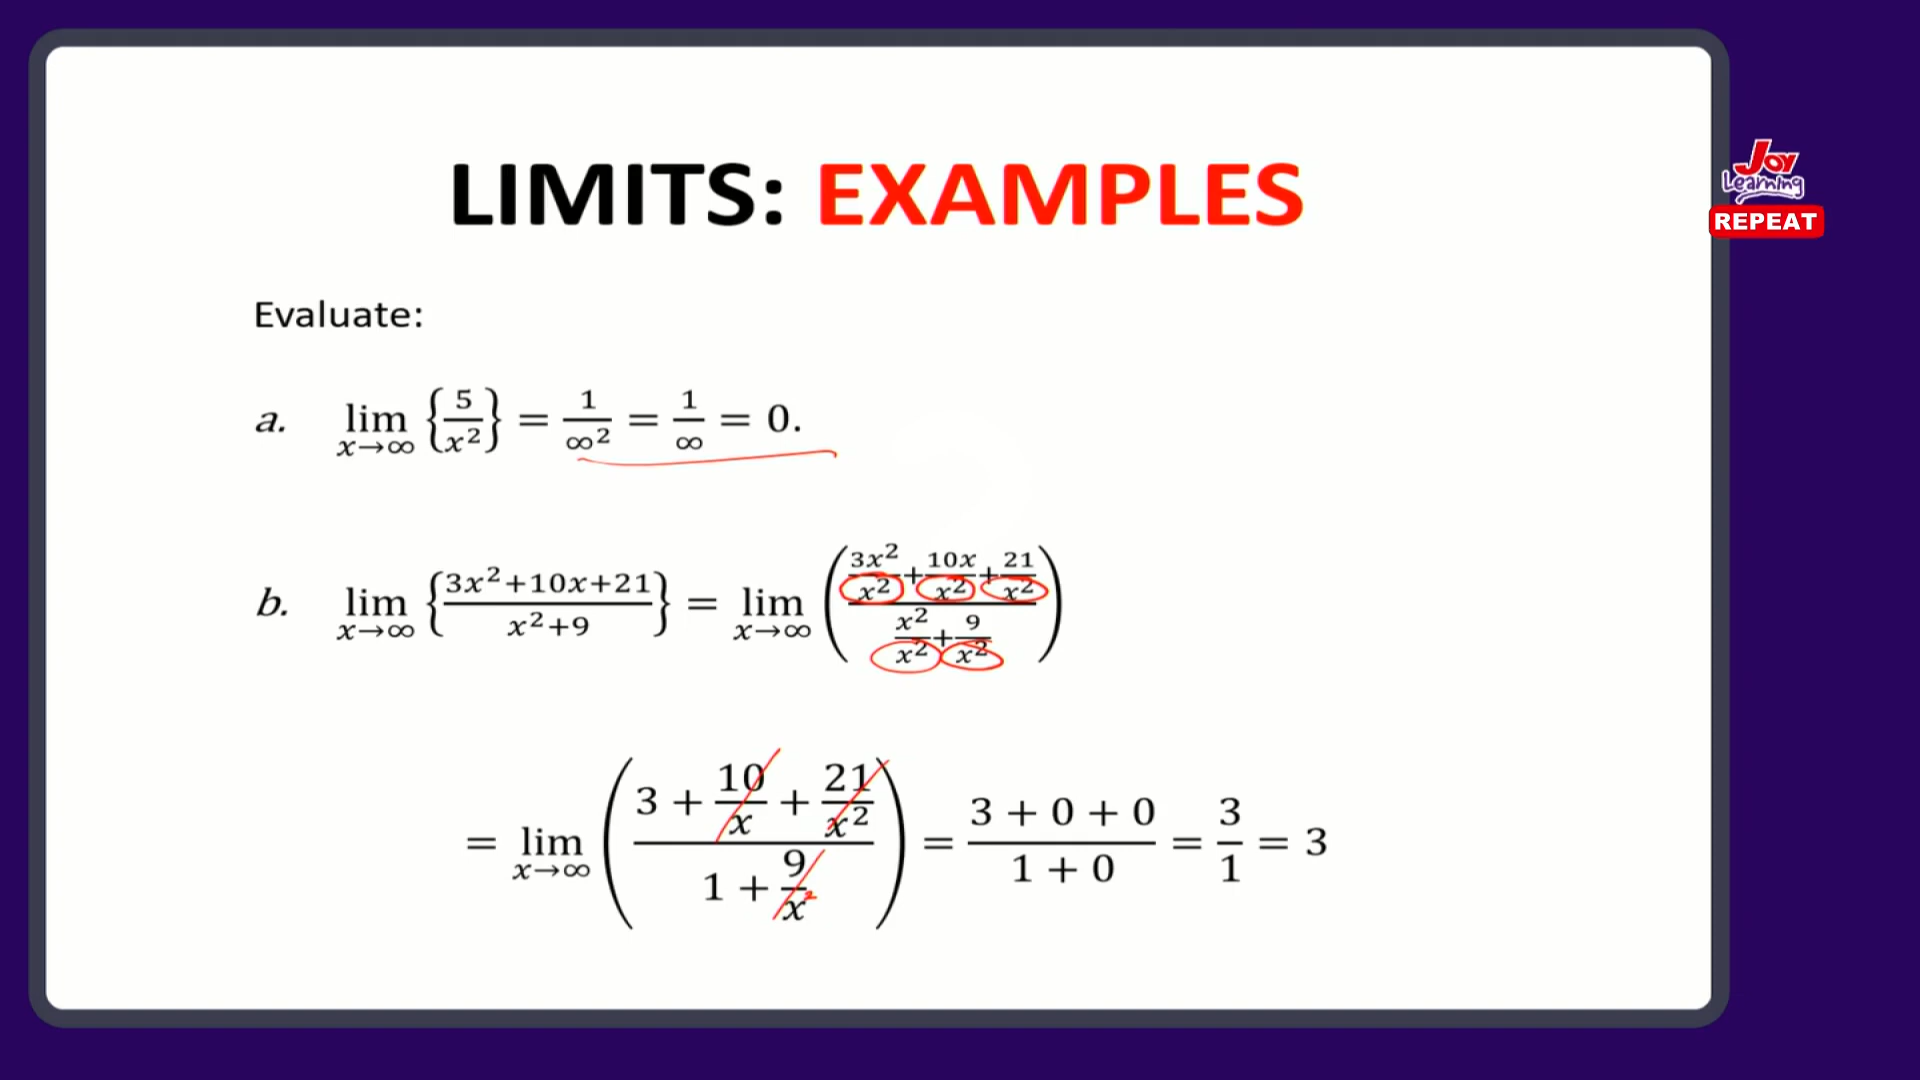 LIMITS: EXAMPLES
Joy
Learning
REPEAT
Evaluate:
a. lim x→∞ {5/x²} = 1/∞² = 1/∞ = 0.
b. lim x→∞ {(3x²+10x+21)/(x²+9)} = lim x→∞ ((3x²/x² + 10x/x² + 21/x²)/(x²/x² + 9/x²))
= lim x→∞ ((3 + 10/x + 21/x²)/(1 + 9/x²)) = (3 + 0 + 0)/(1 + 0) = 3/1 = 3